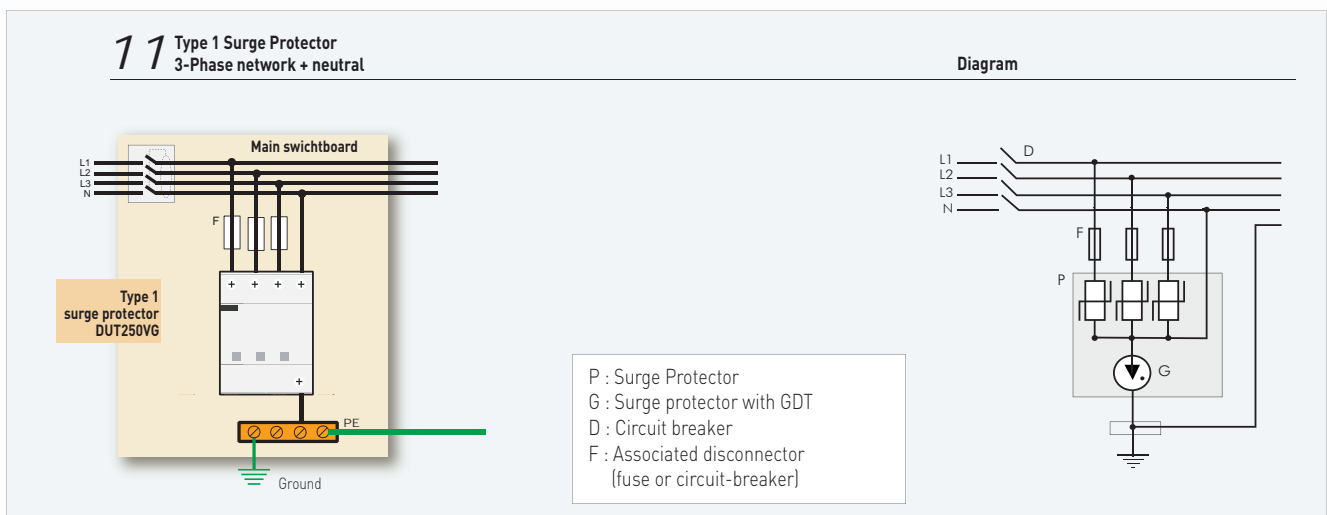 11
Type 1 Surge Protector
3-Phase network + neutral
Diagram
Main swichtboard
L1
L2
L3
N
F
+ + + +
Type 1
surge protector
DUT250VG
+
PE
Ground
P : Surge Protector
G : Surge protector with GDT
D : Circuit breaker
F : Associated disconnector
(fuse or circuit-breaker)
D
L1
L2
L3
N
F
P
G